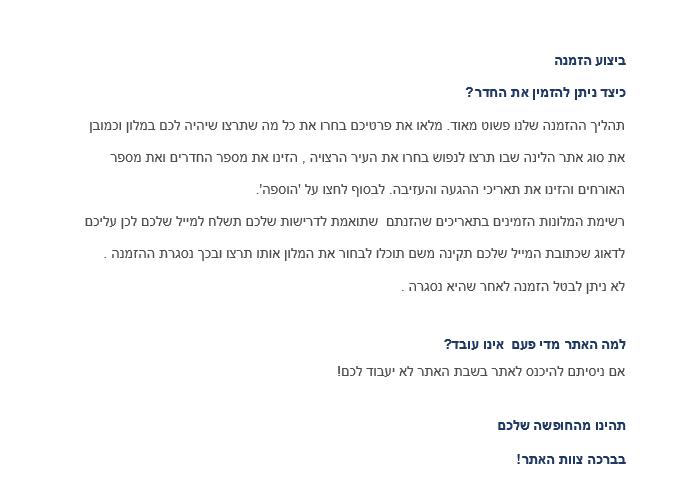 ביצוע הזמנה
כיצד ניתן להזמין את החדר?
תהליך ההזמנה שלנו פשוט מאוד. מלאו את פרטיכם בחרו את כל מה שתרצו שיהיה לכם במלון וכמובן
את סוג אתר הלינה שבו תרצו לנפוש בחרו את העיר הרצויה , הזינו את מספר החדרים ואת מספר
האורחים והזינו את תאריכי ההגעה והעזיבה. לבסוף לחצו על 'הוספה'.
רשימת המלונות הזמינים בתאריכים שהזנתם  שתואמת לדרישות שלכם תשלח למייל שלכם לכן עליכם
לדאוג שכתובת המייל שלכם תקינה משם תוכלו לבחור את המלון אותו תרצו ובכך נסגרת ההזמנה .
לא ניתן לבטל הזמנה לאחר שהיא נסגרה .
למה האתר מדי פעם  אינו עובד?
אם ניסיתם להיכנס לאתר בשבת האתר לא יעבוד לכם!
תהינו מהחופשה שלכם
בברכה צוות האתר!